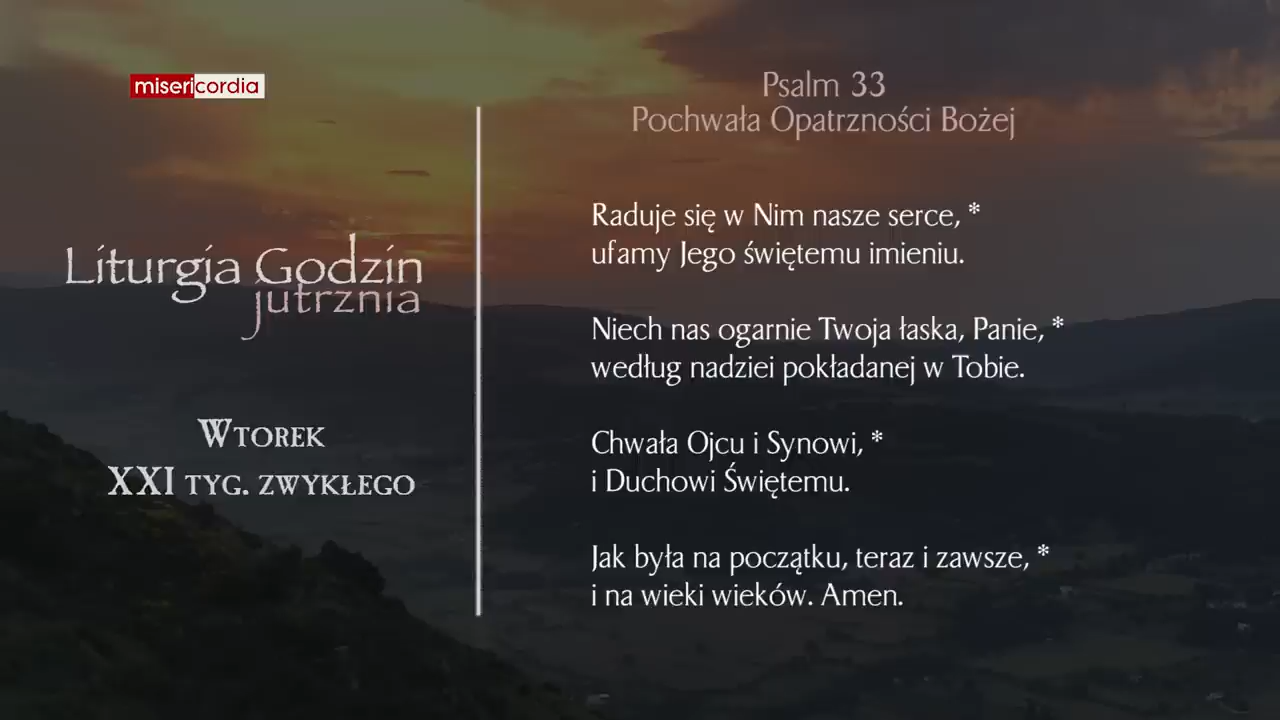 misericordia
Liturgia Godzin
jutrznia
Wtorek
XXI tyg. zwykłego
Psalm 33
Pochwała Opatrzności Bożej
Raduje się w Nim nasze serce, *
ufamy Jego świętemu imieniu.
Niech nas ogarnie Twoja łaska, Panie, *
według nadziei pokładanej w Tobie.
Chwała Ojcu i Synowi, *
i Duchowi Świętemu.
Jak była na początku, teraz i zawsze, *
i na wieki wieków. Amen.